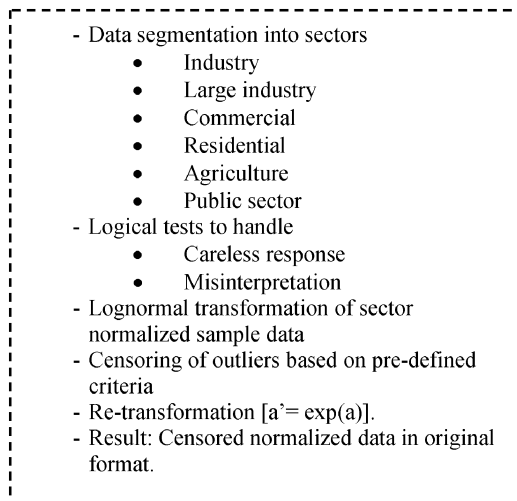 - Data segmentation into sectors
• Industry
• Large industry
• Commercial
• Residential
• Agriculture
• Public sector
- Logical tests to handle
• Careless response
• Misinterpretation
- Lognormal transformation of sector
normalized sample data
- Censoring of outliers based on pre-defined
criteria
- Re-transformation [a’= exp(a)].
- Result: Censored normalized data in original
format.